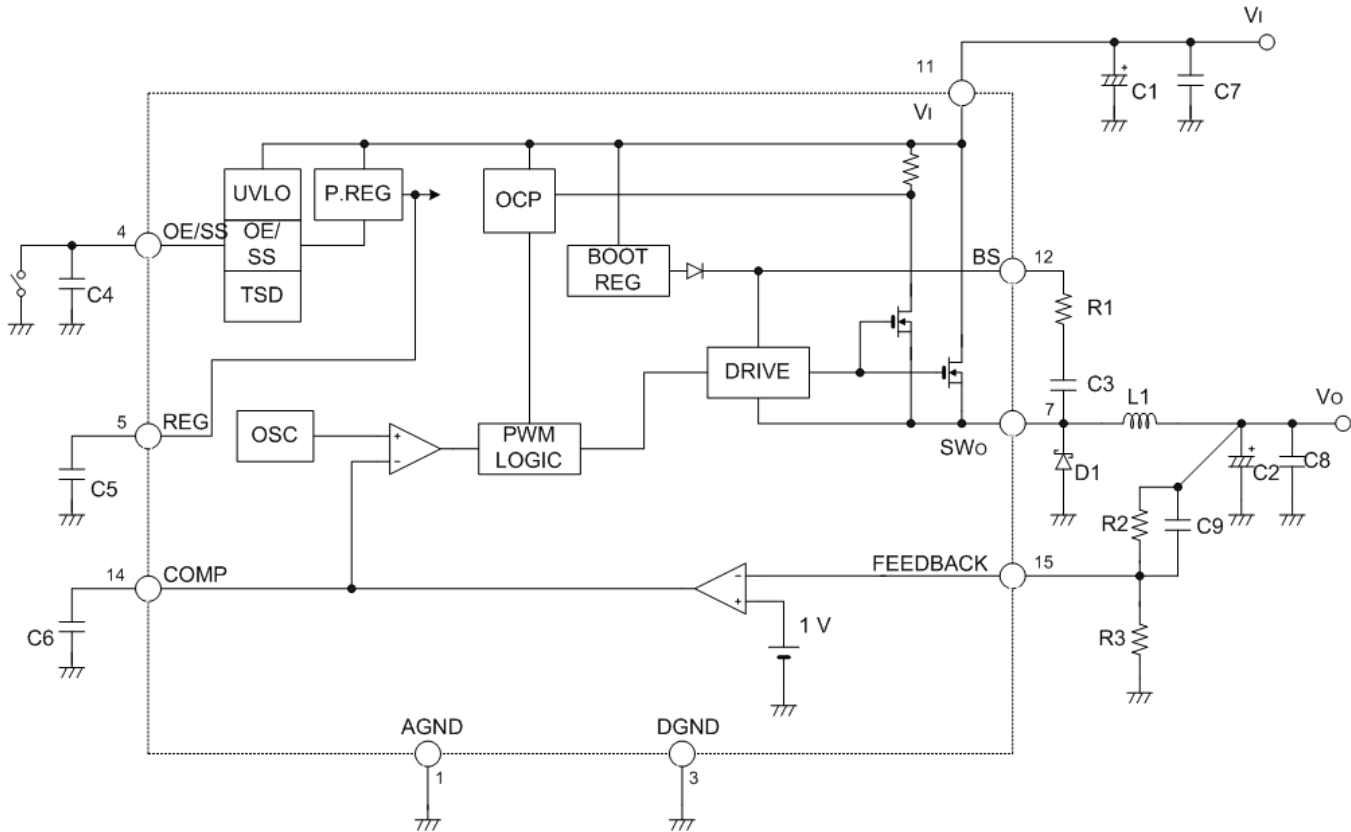 VI
11
C1
C7
VI
UVLO
P.REG
OCP
4
OE/SS
OE/
SS
BOOT
REG
BS
12
C4
TSD
R1
DRIVE
C3
L1
VO
5
REG
OSC
PWM
LOGIC
7
SWO
D1
C2
C8
C5
R2
C9
14
COMP
FEEDBACK
15
C6
1 V
R3
AGND
DGND
1
3
+
+
+
-
-
+